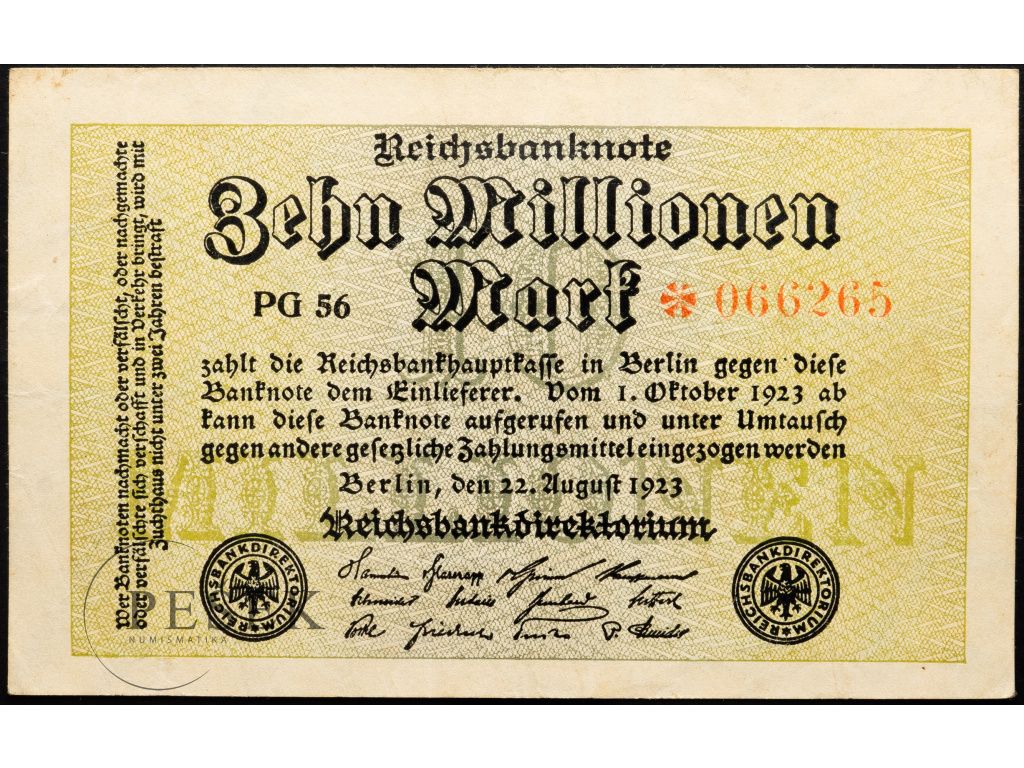 Reichsbanknote
Zehn Millionen
Mark
PG 56
* 066265
zahlt die Reichsbankhauptkasse in Berlin gegen diese
Banknote dem Einlieferer. Vom 1. Oktober 1923 ab
kann diese Banknote aufgerufen und unter Umtausch
gegen andere gesetzliche Zahlungsmittel eingezogen werden
Berlin, den 22. August 1923
Reichsbankdirektorium
REICHSBANKDIREKTORIUM
REICHSBANKDIREKTORIUM
Wer Banknoten nachmacht oder verfälscht, oder nachgemachte
oder verfälschte sich verschafft und in Verkehr bringt, wird mit
Zuchthaus nicht unter zwei Jahren bestraft
NUMISMATIKA